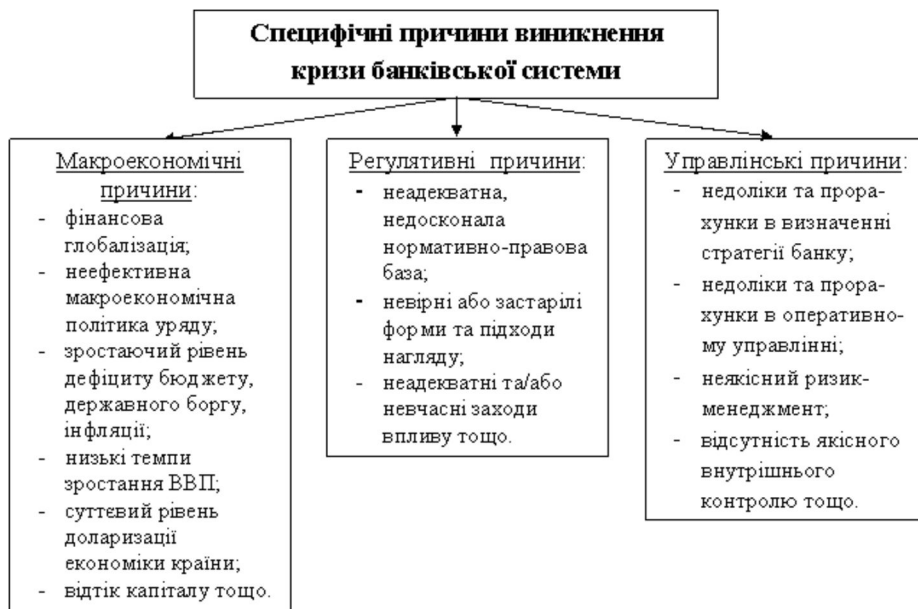 Специфічні причини виникнення
кризи банківської системи
Макроекономічні
причини:
- фінансова
глобалізація;
- неефективна
макроекономічна
політика уряду;
- зростаючий рівень
дефіциту бюджету,
державного боргу,
інфляції;
- низькі темпи
зростання ВВП;
- суттєвий рівень
доларизації
економіки країни;
- відтік капіталу тощо.
Регулятивні причини:
- неадекватна,
недосконала
нормативно-правова
база;
- невірні або застарілі
форми та підходи
нагляду;
- неадекватні та/або
невчасні заходи
впливу тощо.
Управлінські причини:
- недоліки та прора-
хунки в визначенні
стратегії банку;
- недоліки та прора-
хунки в оперативно-
му управлінні;
- неякісний ризик-
менеджмент;
- відсутність якісного
внутрішнього
контролю тощо.